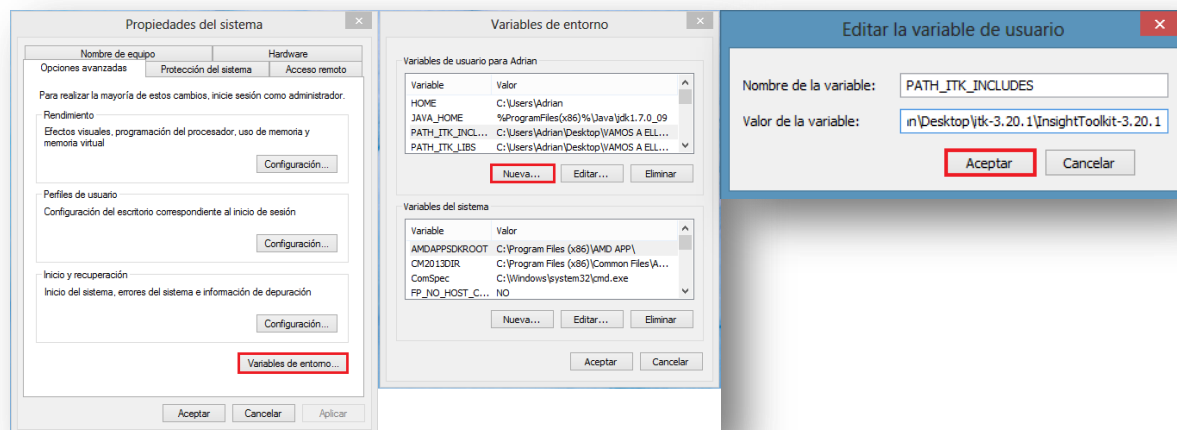 Propiedades del sistema
Nombre de equipo
Hardware
Opciones avanzadas
Protección del sistema
Acceso remoto
Para realizar la mayoría de estos cambios, inicie sesión como administrador.
Rendimiento
Efectos visuales, programación del procesador, uso de memoria y
memoria virtual
Configuración...
Perfiles de usuario
Configuración del escritorio correspondiente al inicio de sesión
Configuración...
Inicio y recuperación
Inicio del sistema, errores del sistema e información de depuración
Configuración...
Variables de entorno...
Aceptar
Cancelar
Aplicar
Variables de entorno
Variables de usuario para Adrian
Variable Valor
HOME C:\Users\Adrian
JAVA_HOME %ProgramFiles(x86)%\Java\jdk1.7.0_09
PATH_ITK_INCL... C:\Users\Adrian\Desktop\VAMOS A ELL...
PATH_ITK_LIBS C:\Users\Adrian\Desktop\VAMOS A ELL...
Nueva...
Editar...
Eliminar
Variables del sistema
Variable Valor
AMDAPPSDKROOT C:\Program Files (x86)\AMD APP\
CM2013DIR C:\Program Files (x86)\Common Files\A...
ComSpec C:\Windows\system32\cmd.exe
FP_NO_HOST_C... NO
Nueva...
Editar...
Eliminar
Aceptar
Cancelar
Editar la variable de usuario
Nombre de la variable: PATH_ITK_INCLUDES
Valor de la variable: ın\Desktop\itk-3.20.1\InsightToolkit-3.20.1
Aceptar
Cancelar